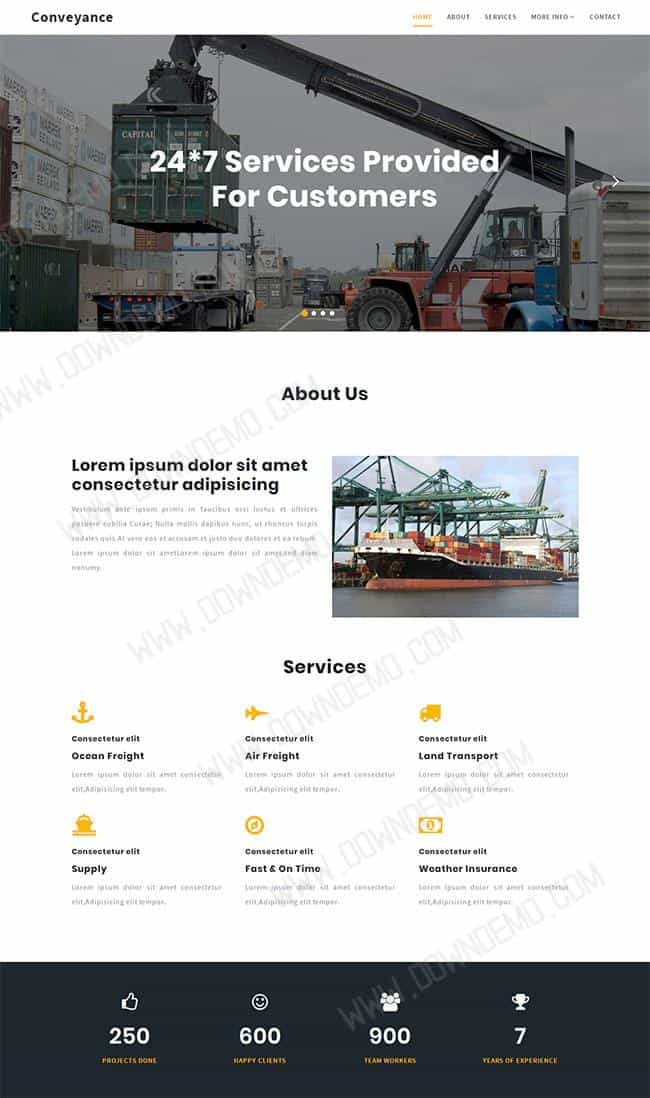 Conveyance
HOME ABOUT SERVICES MORE INFO CONTACT
MAERSK
SEALAND
CAPITAL
24*7 Services Provided
For Customers
About Us
Lorem ipsum dolor sit amet
consectetur adipisicing
Vestibulum ante ipsum primis in faucibus orci luctus et ultrices
posuere cubilia Curae; Nulla mollis dapibus nunc, ut rhoncus turpis
sodales quis.At vero eos et accusam et justo duo dolores et ea rebum.
Lorem ipsum dolor sit ametLorem ipsum dolor sit amet,sed diam
nonumy.
Services
Consectetur elit
Ocean Freight
Lorem ipsum dolor sit amet consectetur
elit,Adipisicing elit tempor.
Consectetur elit
Air Freight
Lorem ipsum dolor sit amet consectetur
elit,Adipisicing elit tempor.
Consectetur elit
Land Transport
Lorem ipsum dolor sit amet consectetur
elit,Adipisicing elit tempor.
Consectetur elit
Supply
Lorem ipsum dolor sit amet consectetur
elit,Adipisicing elit tempor.
Consectetur elit
Fast & On Time
Lorem ipsum dolor sit amet consectetur
elit,Adipisicing elit tempor.
Consectetur elit
Weather Insurance
Lorem ipsum dolor sit amet consectetur
elit,Adipisicing elit tempor.
250
PROJECTS DONE
600
HAPPY CLIENTS
900
TEAM WORKERS
7
YEARS OF EXPERIENCE
WWW.DOWNDEMO.COM
WWW.DOWNDEMO.COM
WWW.DOWNDEMO.COM
WWW.DOWNDEMO.COM
WWW.DOWNDEMO.COM